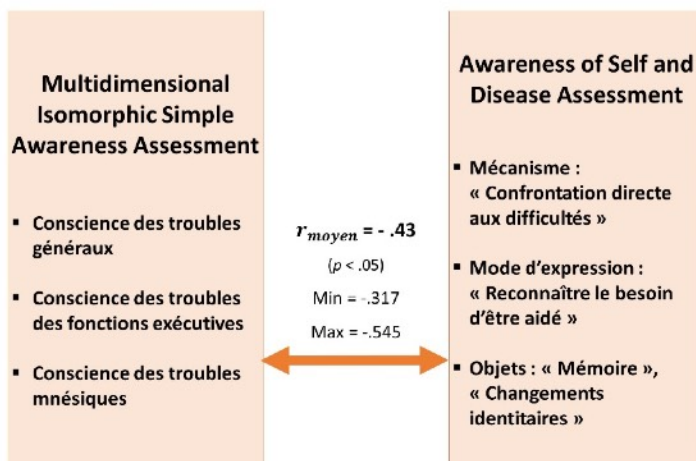 Multidimensional
Isomorphic Simple
Awareness Assessment
▪ Conscience des troubles
généraux
▪ Conscience des troubles
des fonctions exécutives
▪ Conscience des troubles
mnésiques
r moyen = - .43
(p < .05)
Min = -.317
Max = -.545
Awareness of Self and
Disease Assessment
▪ Mécanisme :
« Confrontation directe
aux difficultés »
▪ Mode d’expression :
« Reconnaître le besoin
d’être aidé »
▪ Objets : « Mémoire »,
« Changements
identitaires »